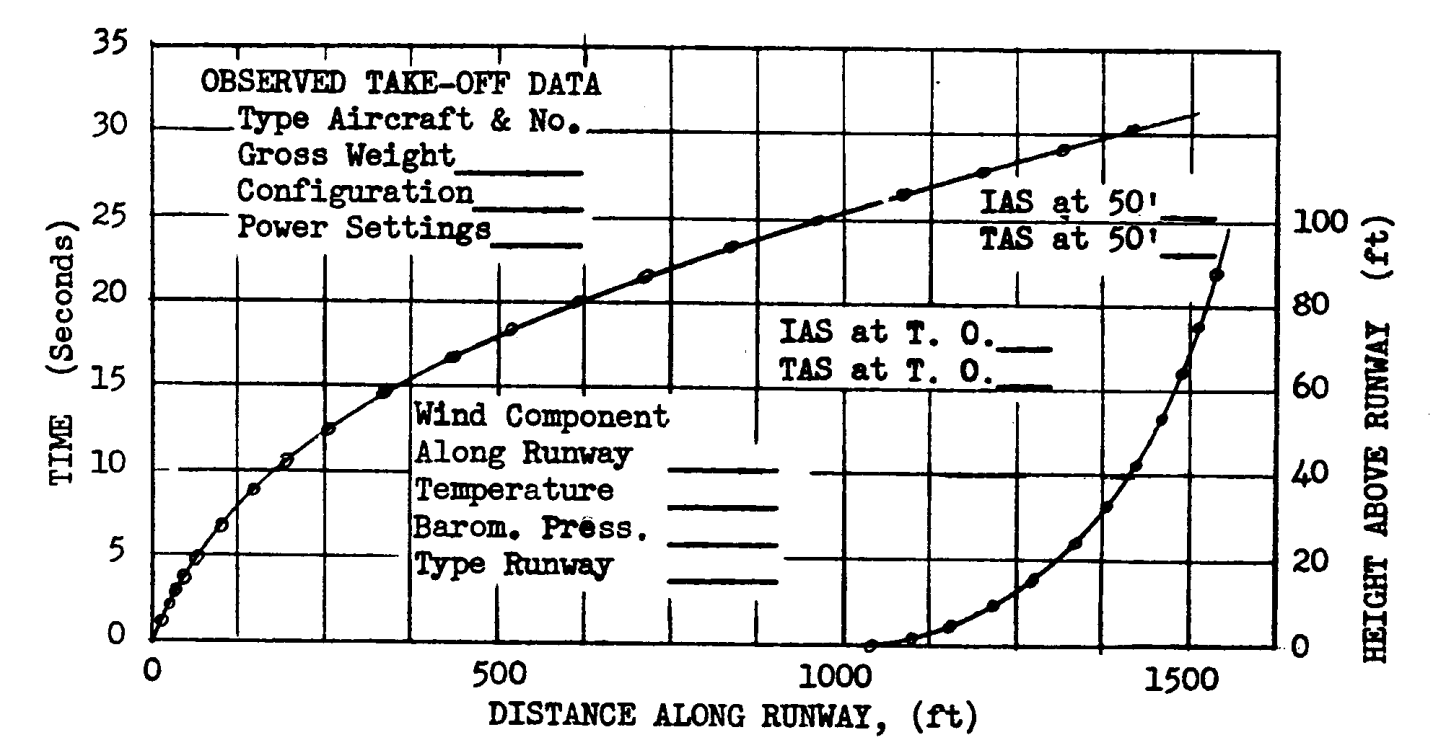 35
OBSERVED TAKE-OFF DATA
Type Aircraft & No.
30
Gross Weight
Configuration
Power Settings
25
20
15
10
5
0
TIME (Seconds)
IAS at 50'
TAS at 50'
IAS at T. O.
TAS at T. O.
Wind Component
Along Runway
Temperature
Barom. Press.
Type Runway
100
80
60
40
20
0
HEIGHT ABOVE RUNWAY (ft)
0 500 1000 1500
DISTANCE ALONG RUNWAY, (ft)